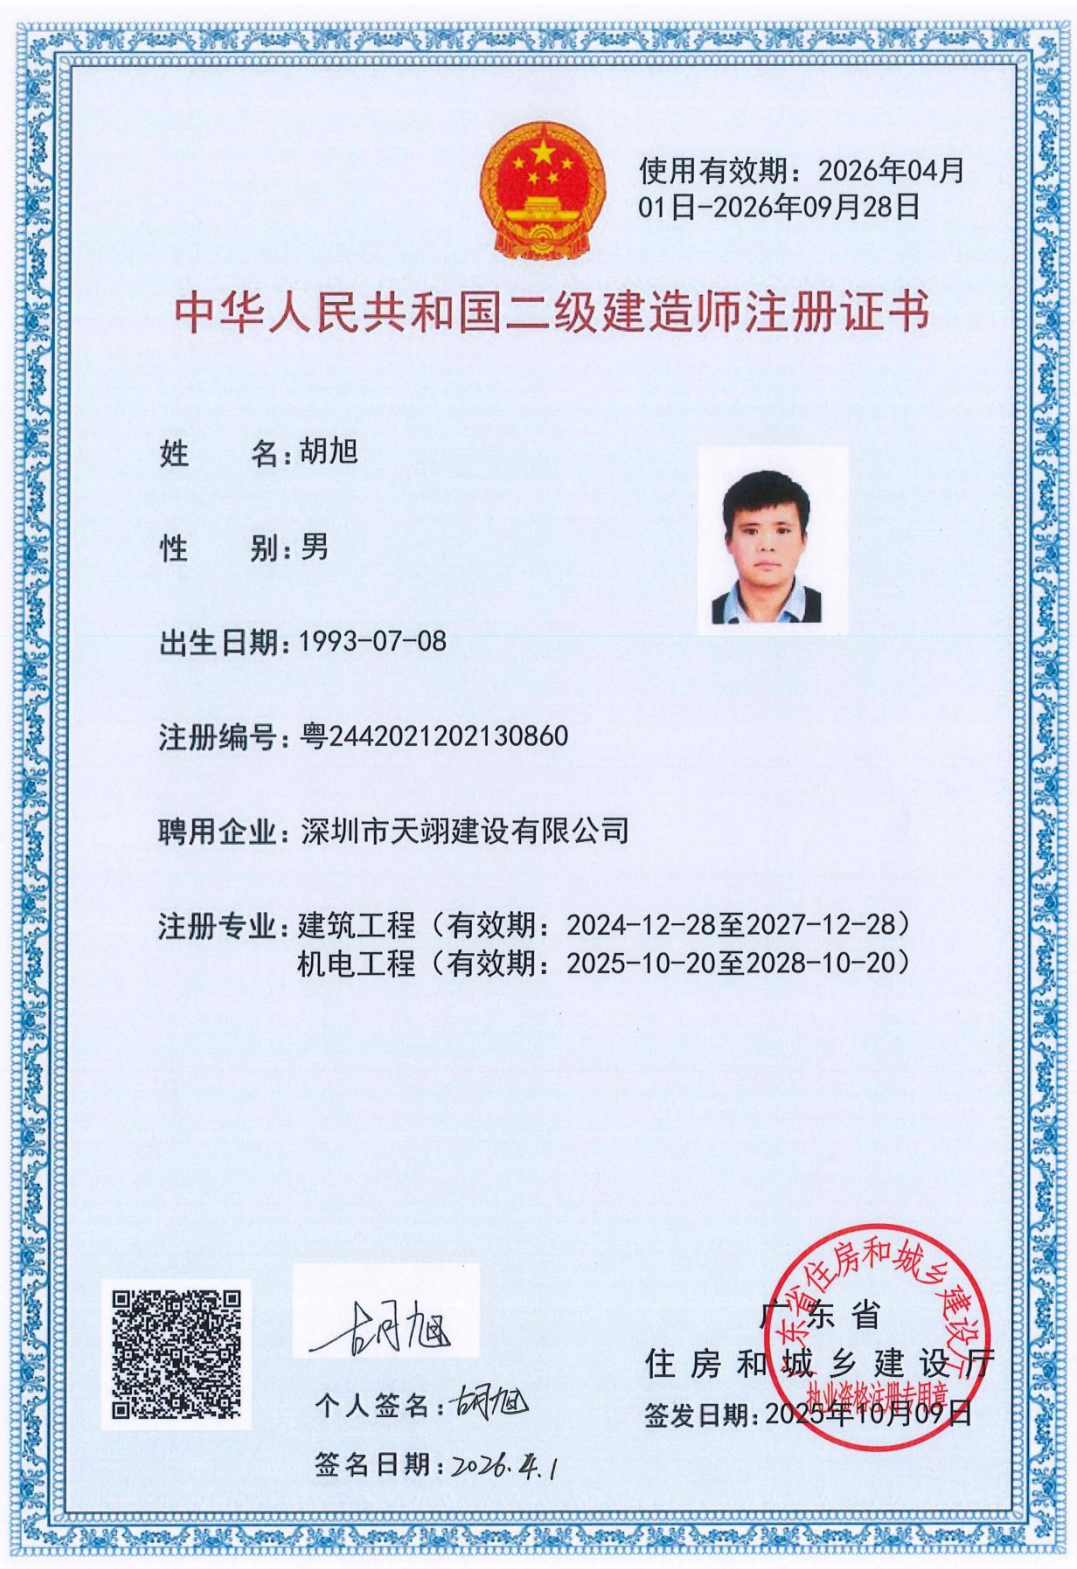 使用有效期：2026年04月
01日-2026年09月28日
中华人民共和国二级建造师注册证书
姓 名：胡旭
性 别：男
出生日期：1993-07-08
注册编号：粤2442021202130860
聘用企业：深圳市天翊建设有限公司
注册专业：建筑工程（有效期：2024-12-28至2027-12-28）
机电工程（有效期：2025-10-20至2028-10-20）
胡旭
个人签名：胡旭
签名日期：2026.4.1
广东省
住房和城乡建设厅
签发日期：2025年10月09日
广东省住房和城乡建设厅
执业资格注册专用章